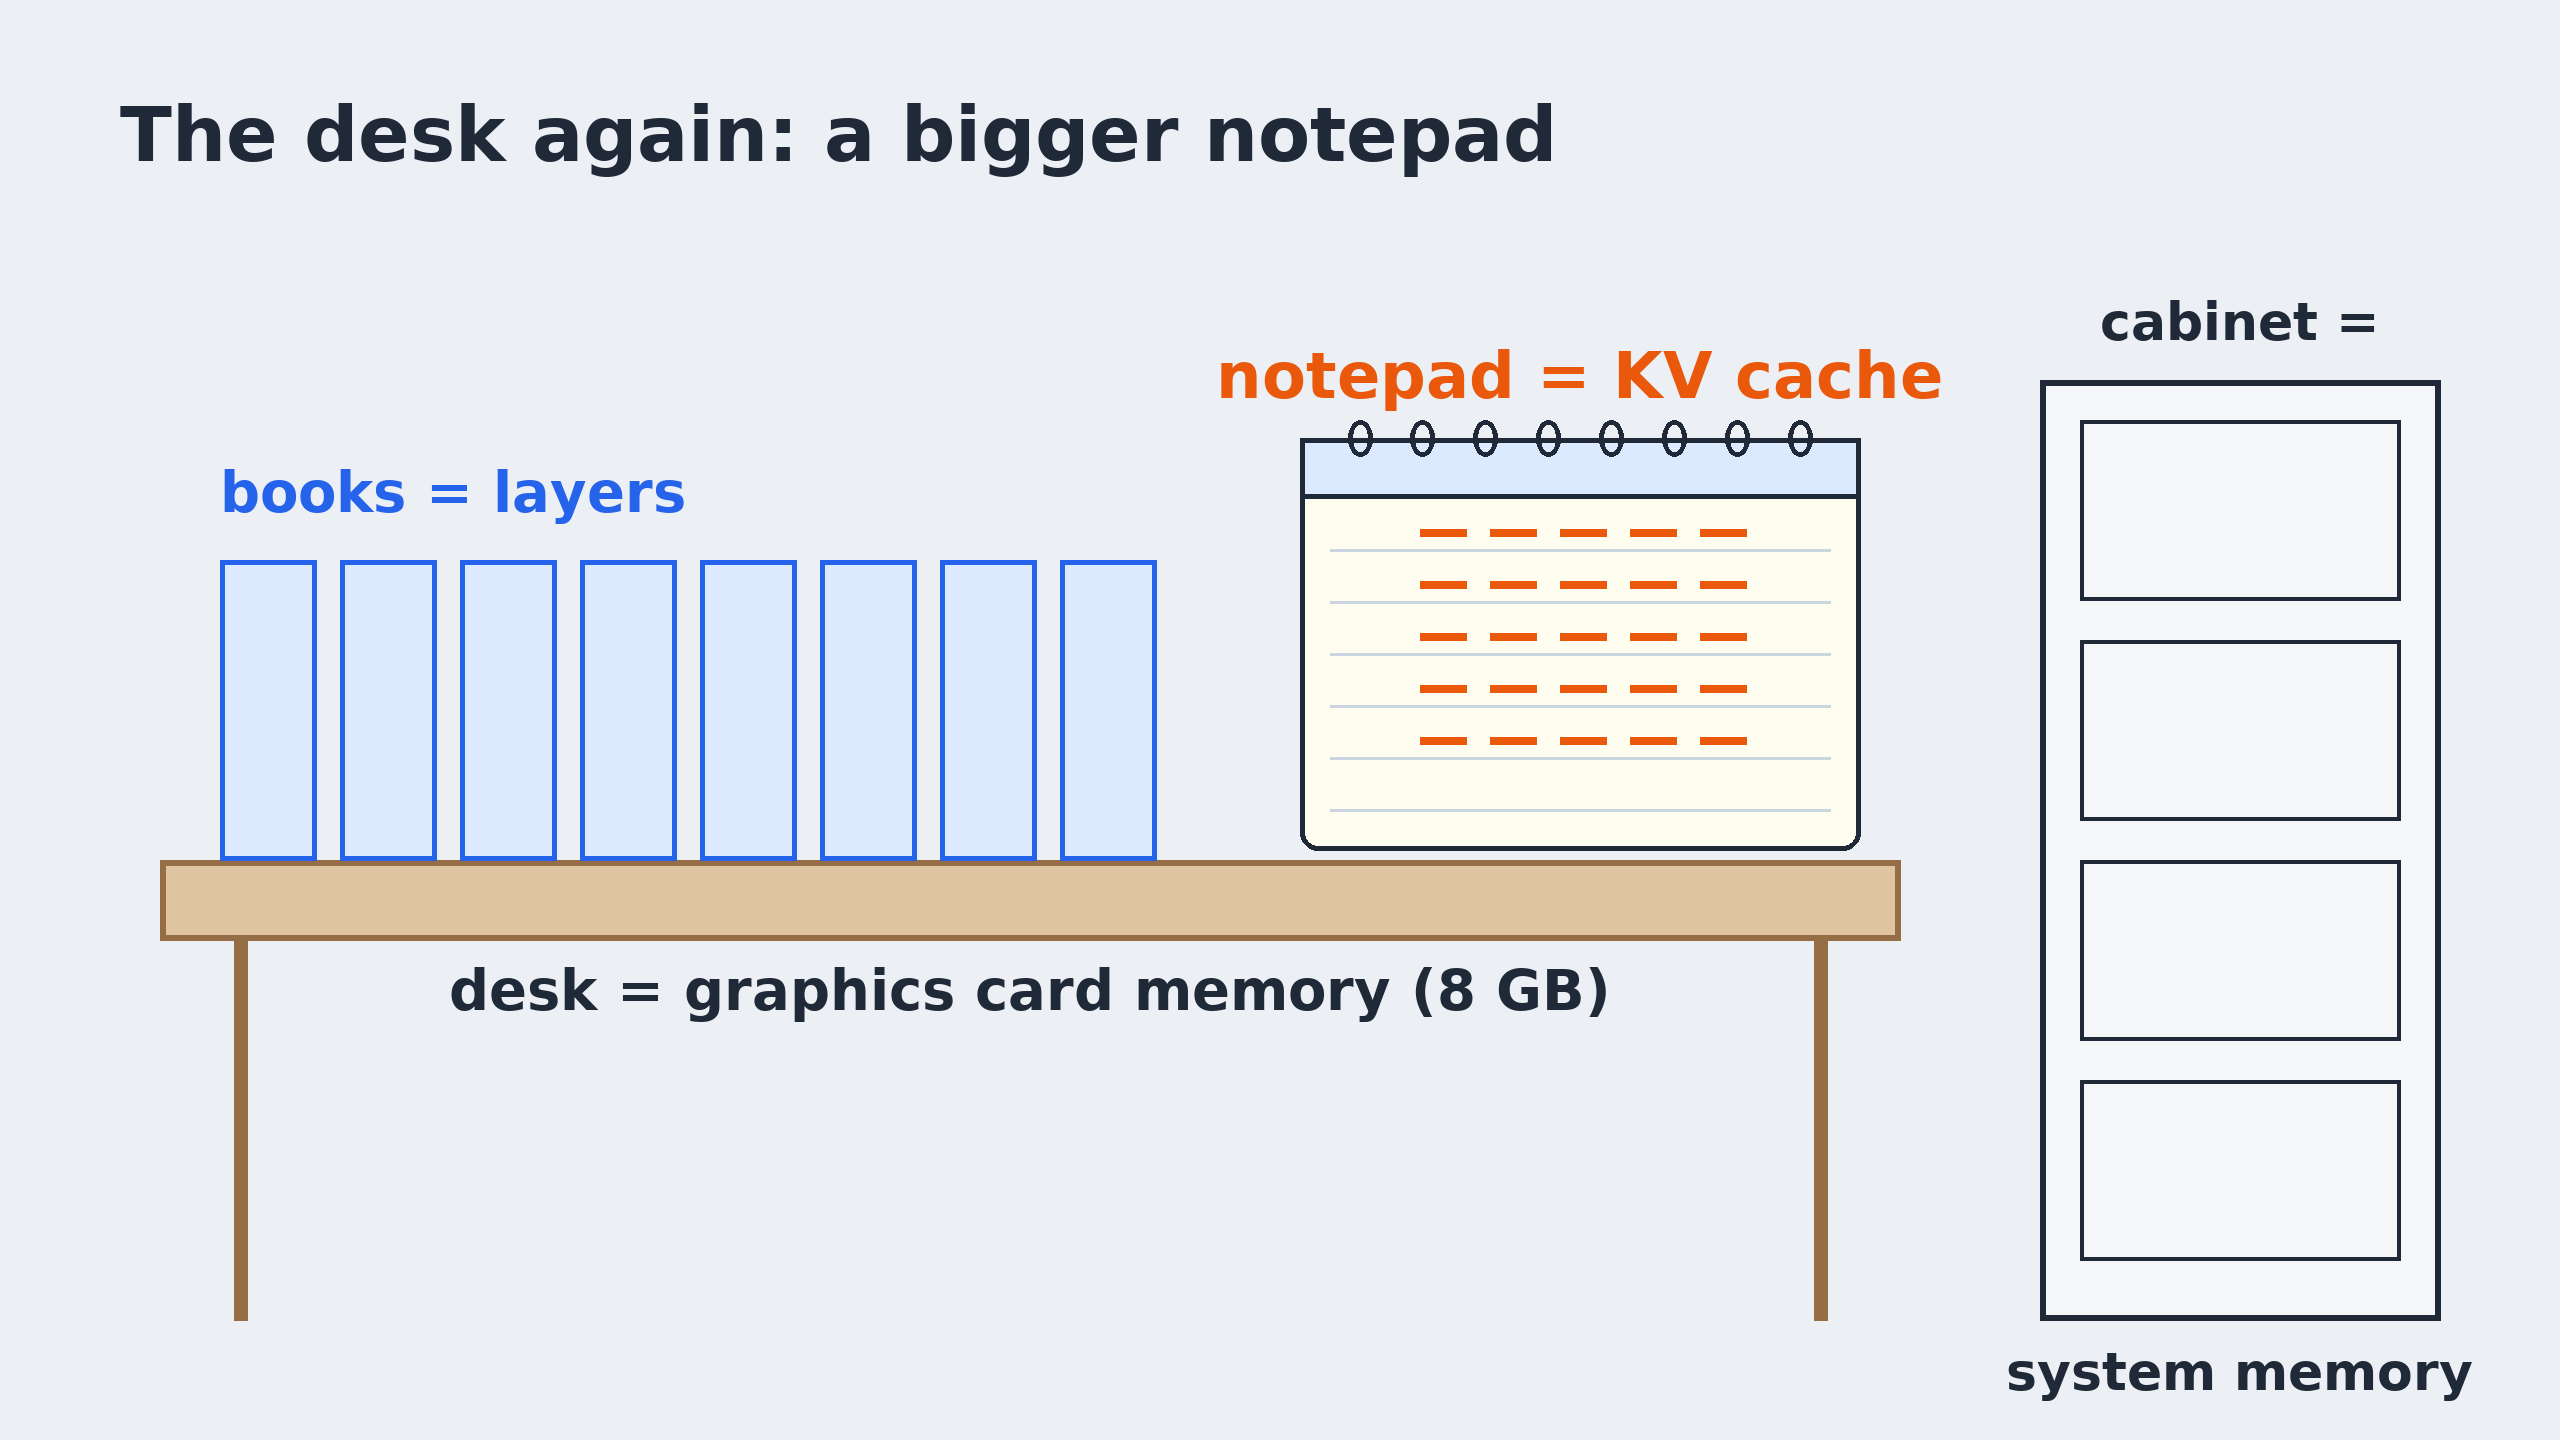 The desk again: a bigger notepad
cabinet =
notepad = KV cache
books = layers
desk = graphics card memory (8 GB)
system memory